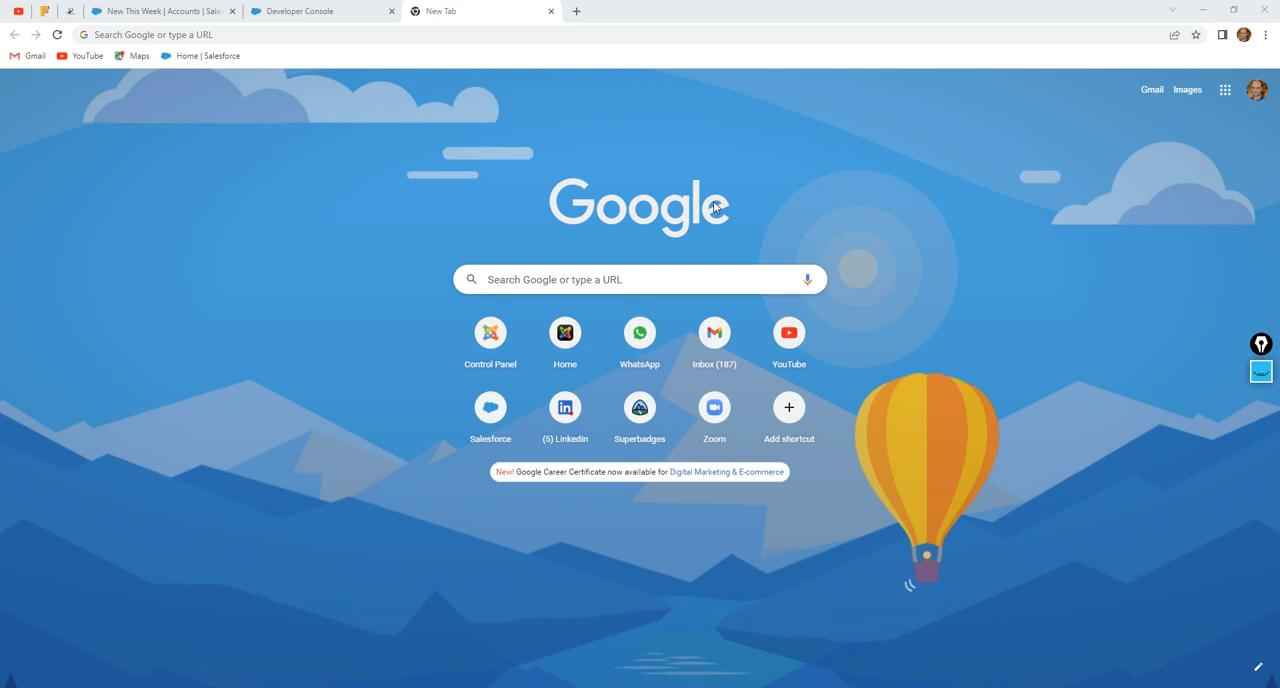 New This Week | Accounts | Sale
Developer Console
New Tab
Search Google or type a URL
Gmail
YouTube
Maps
Home | Salesforce
Gmail
Images
Google
Search Google or type a URL
Control Panel
Home
WhatsApp
Inbox (187)
YouTube
Salesforce
(5) LinkedIn
Superbadges
Zoom
Add shortcut
New! Google Career Certificate now available for Digital Marketing & E-commerce